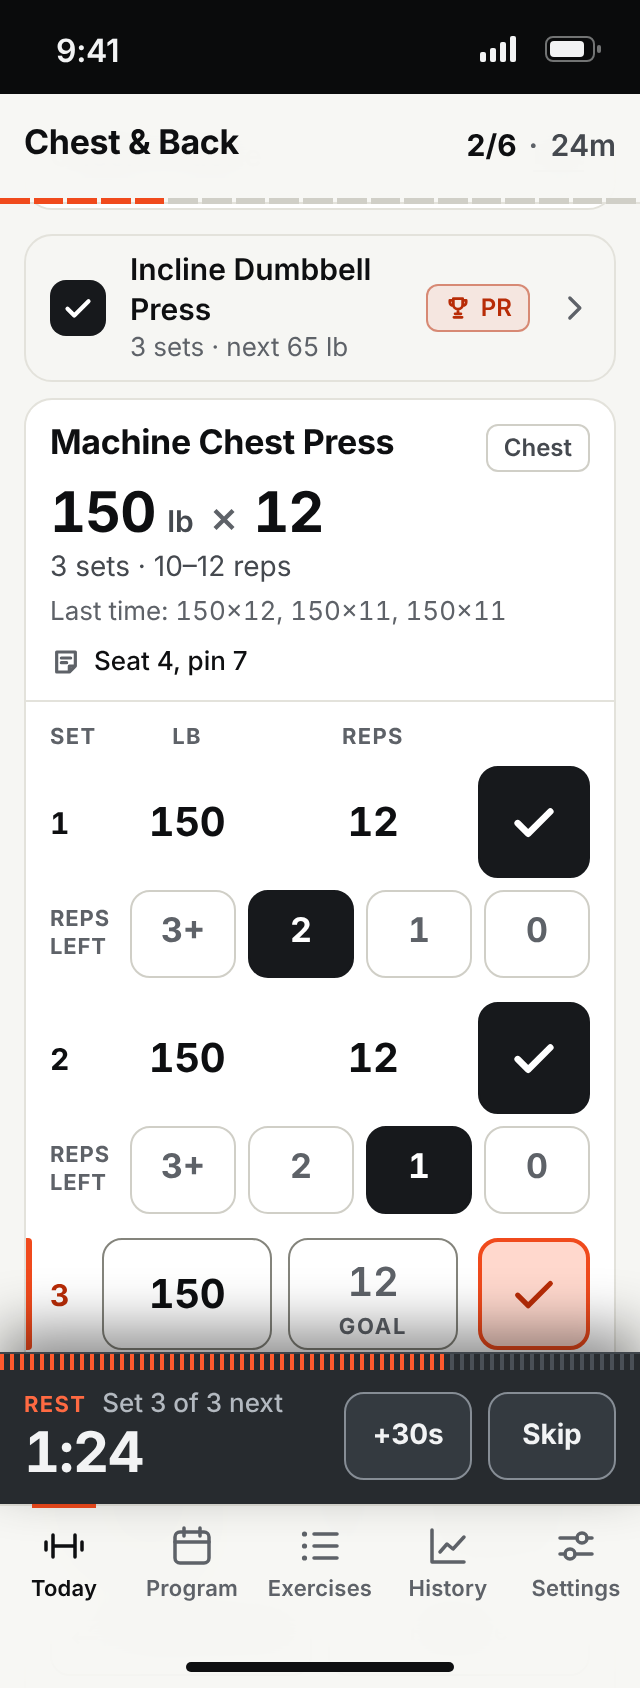 9:41
Chest & Back
2/6 · 24m
Incline Dumbbell
Press
3 sets · next 65 lb
PR
Machine Chest Press
Chest
150 lb × 12
3 sets · 10–12 reps
Last time: 150×12, 150×11, 150×11
Seat 4, pin 7
SET LB REPS
1 150 12
REPS
LEFT
3+ 2 1 0
2 150 12
REPS
LEFT
3+ 2 1 0
3 150 12
GOAL
REST Set 3 of 3 next
1:24
+30s Skip
Today Program Exercises History Settings